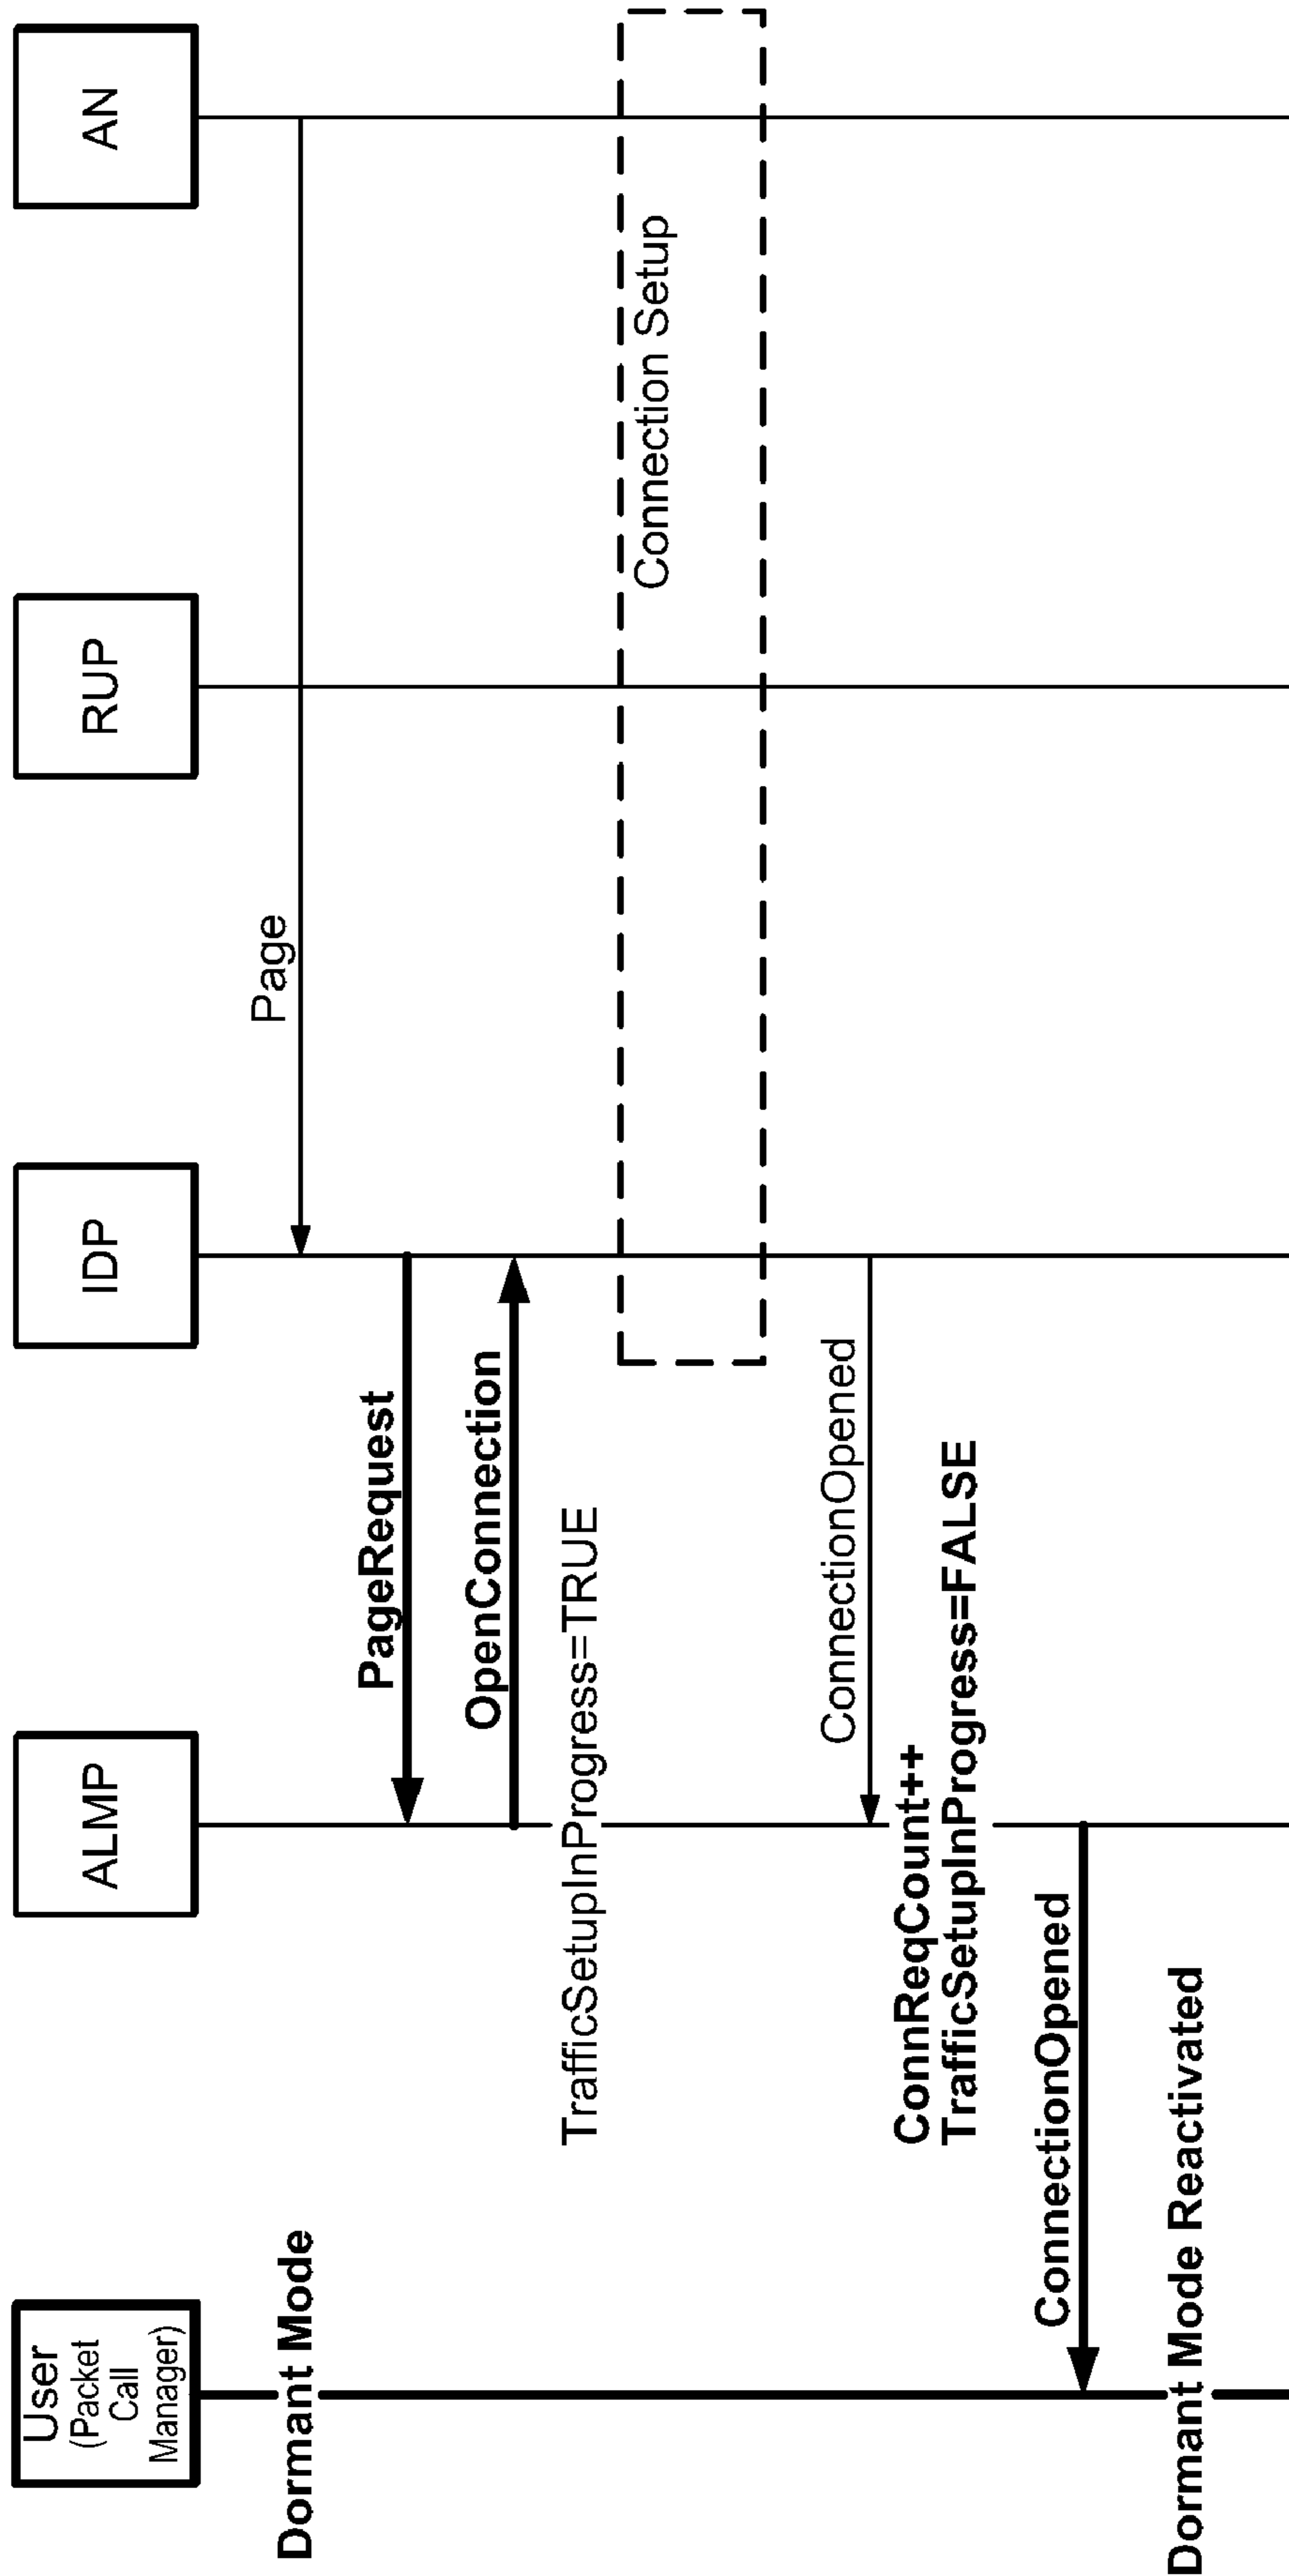 User
(Packet
Call
Manager)
ALMP
IDP
RUP
AN
Dormant Mode
Page
PageRequest
OpenConnection
TrafficSetupInProgress=TRUE
Connection Setup
ConnectionOpened
ConnReqCount++
TrafficSetupInProgress=FALSE
ConnectionOpened
Dormant Mode Reactivated